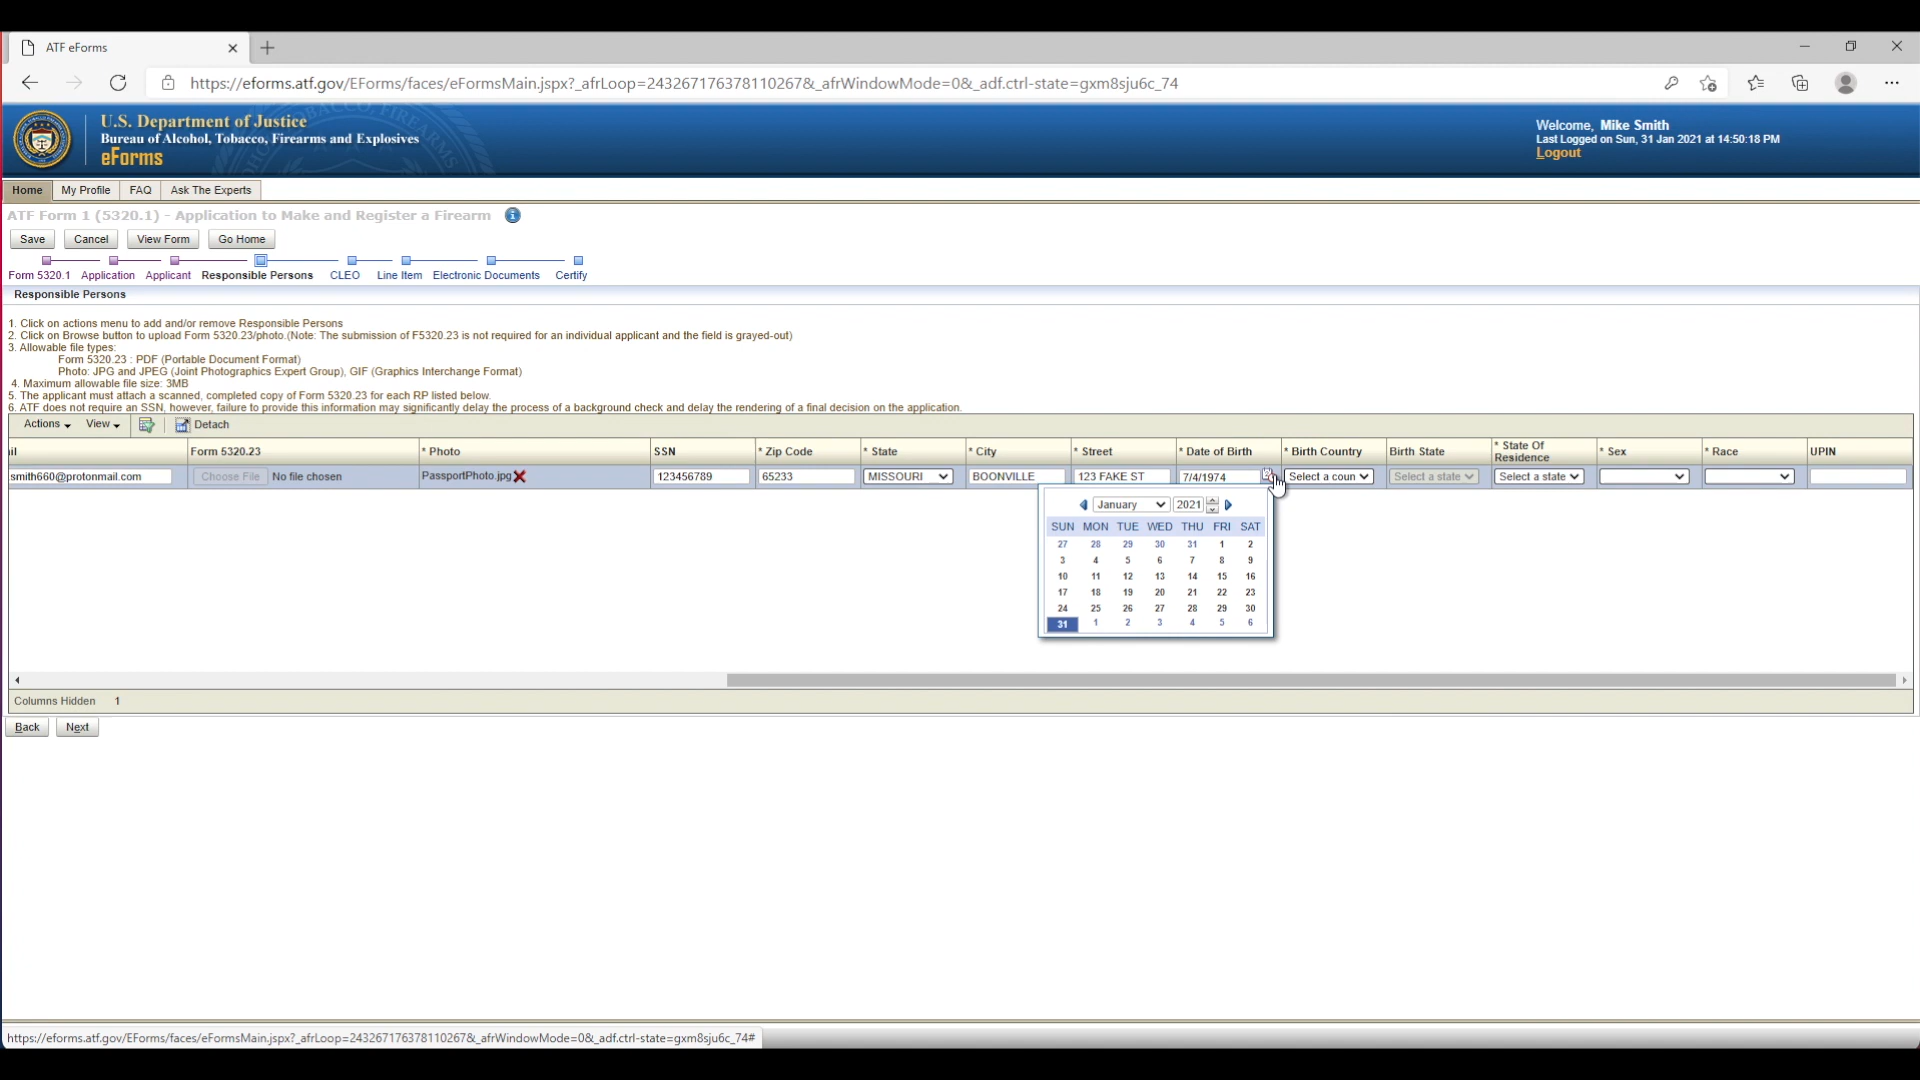 ATF eForms
https://eforms.atf.gov/EForms/faces/eFormsMain.jspx?_afrLoop=2432671763781102​67&_afrWindowMode=0&_adf.ctrl-state=gxm8sju6c_74
U.S. Department of Justice
Bureau of Alcohol, Tobacco, Firearms and Explosives
eForms
Welcome, Mike Smith
Last Logged on Sun, 31 Jan 2021 at 14:50:18 PM
Logout
Home My Profile FAQ Ask The Experts
ATF Form 1 (5320.1) - Application to Make and Register a Firearm
Save Cancel View Form Go Home
Form 5320.1 Application Applicant Responsible Persons CLEO Line Item Electronic Documents Certify
Responsible Persons
1. Click on actions menu to add and/or remove Responsible Persons
2. Click on Browse button to upload Form 5320.23/photo.(Note: The submission of F5320.23 is not required for an individual applicant and the field is grayed-out)
3. Allowable file types:
Form 5320.23 : PDF (Portable Document Format)
Photo: JPG and JPEG (Joint Photographics Expert Group), GIF (Graphics Interchange Format)
4. Maximum allowable file size: 3MB
5. The applicant must attach a scanned, completed copy of Form 5320.23 for each RP listed below.
6. ATF does not require an SSN, however, failure to provide this information may significantly delay the process of a background check and delay the rendering of a final decision on the application.
Actions View Detach
il Form 5320.23 * Photo SSN * Zip Code * State * City * Street * Date of Birth * Birth Country Birth State * State Of Residence * Sex * Race UPIN
smith660@protonmail.com Choose File No file chosen PassportPhoto.jpg 123456789 65233 MISSOURI BOONVILLE 123 FAKE ST 7/4/1974 Select a coun Select a state Select a state
January 2021
SUN MON TUE WED THU FRI SAT
27 28 29 30 31 1 2
3 4 5 6 7 8 9
10 11 12 13 14 15 16
17 18 19 20 21 22 23
24 25 26 27 28 29 30
31 1 2 3 4 5 6
Columns Hidden 1
Back Next
https://eforms.atf.gov/EForms/faces/eFormsMain.jspx?_afrLoop=243267176378110267&_afrWindowMode=0&_adf.ctrl-state=gxm8sju6c_74#